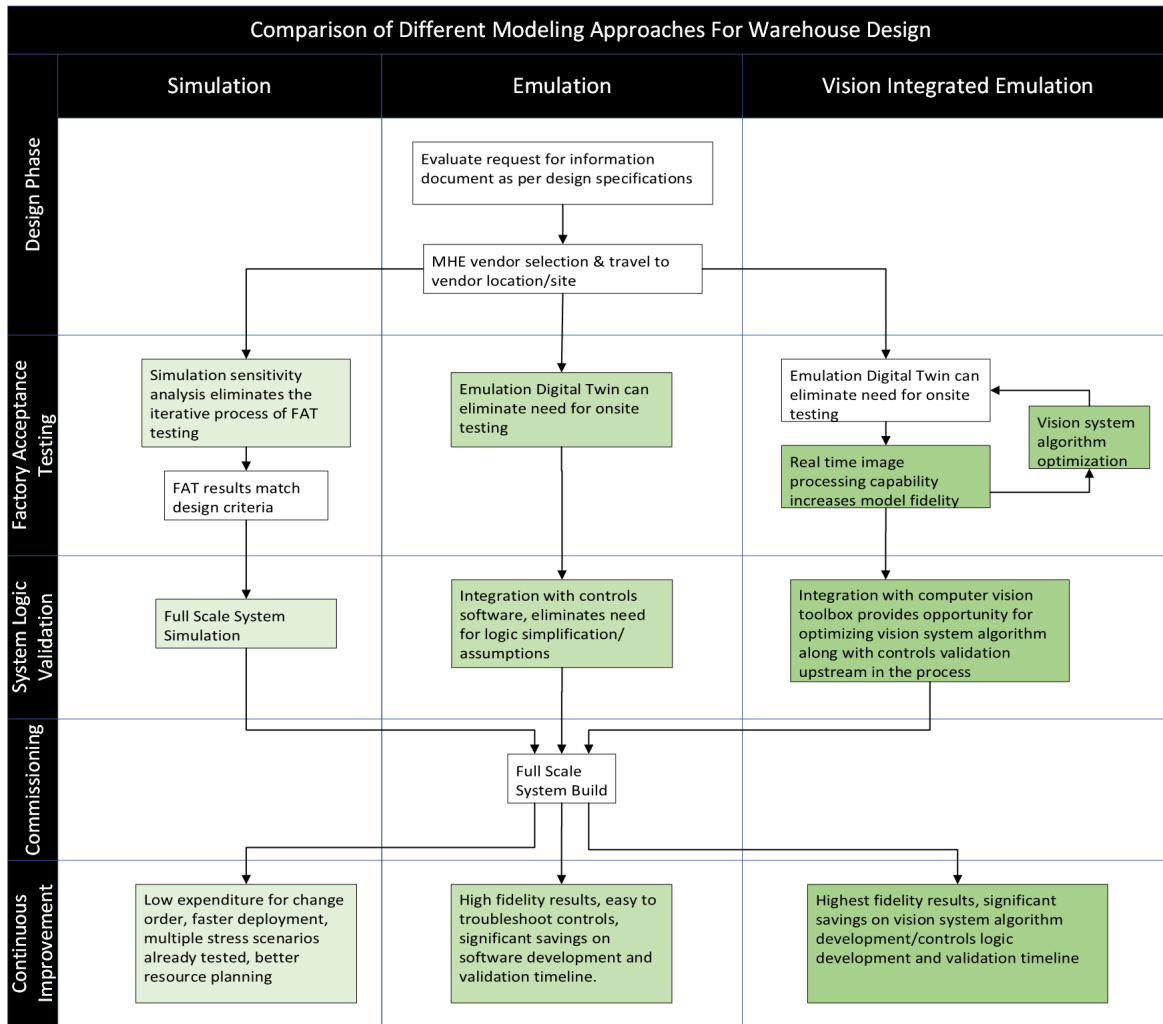 Comparison of Different Modeling Approaches For Warehouse Design
Simulation
Emulation
Vision Integrated Emulation
Design Phase
Evaluate request for information
document as per design specifications
MHE vendor selection & travel to
vendor location/site
Factory Acceptance
Testing
Simulation sensitivity
analysis eliminates the
iterative process of FAT
testing
FAT results match
design criteria
Emulation Digital Twin can
eliminate need for onsite
testing
Emulation Digital Twin can
eliminate need for onsite
testing
Real time image
processing capability
increases model fidelity
Vision system
algorithm
optimization
System Logic
Validation
Full Scale System
Simulation
Integration with controls
software, eliminates need
for logic simplification/
assumptions
Integration with computer vision
toolbox provides opportunity for
optimizing vision system algorithm
along with controls validation
upstream in the process
Commissioning
Full Scale
System Build
Continuous
Improvement
Low expenditure for change
order, faster deployment,
multiple stress scenarios
already tested, better
resource planning
High fidelity results, easy to
troubleshoot controls,
significant savings on
software development and
validation timeline.
Highest fidelity results, significant
savings on vision system algorithm
development/controls logic
development and validation timeline